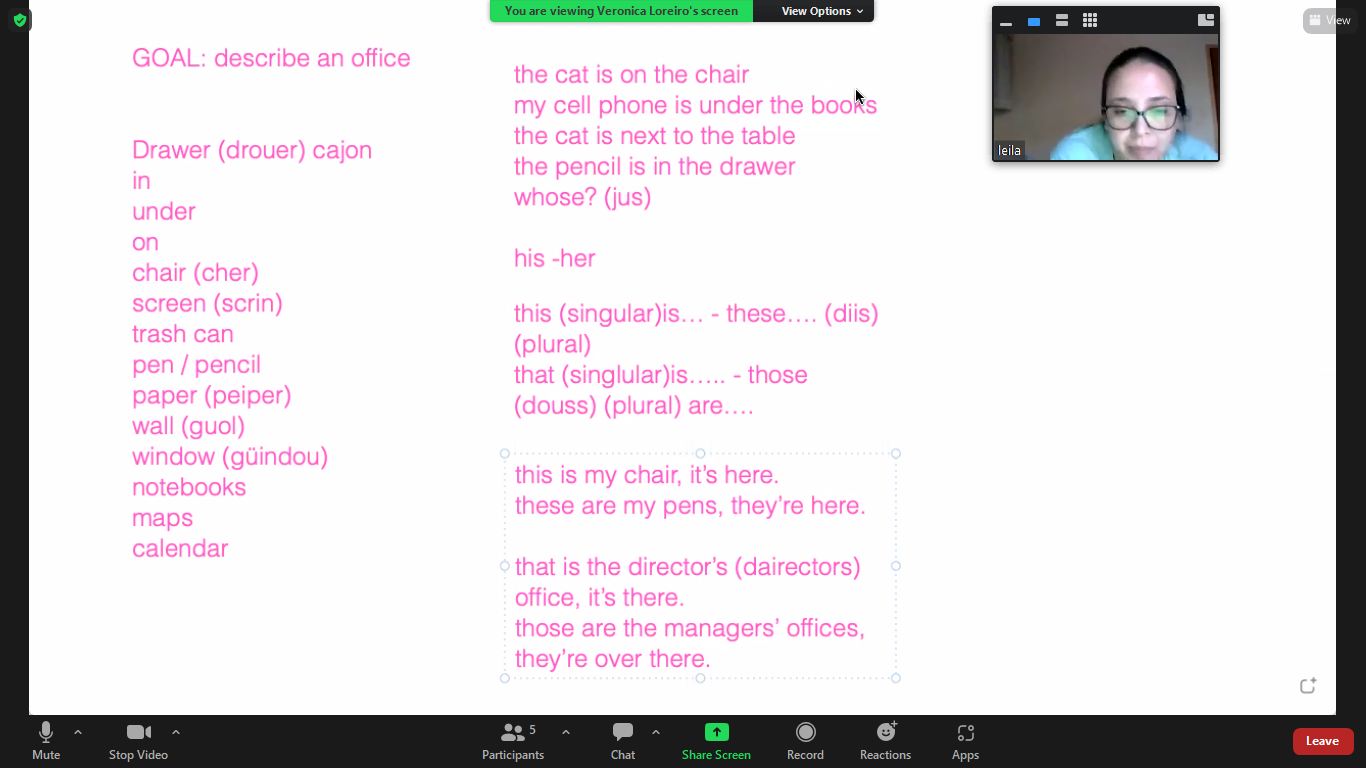 You are viewing Veronica Loreiro's screen
View Options
View
GOAL: describe an office
Drawer (drouer) cajon
in
under
on
chair (cher)
screen (scrin)
trash can
pen / pencil
paper (peiper)
wall (guol)
window (güindou)
notebooks
maps
calendar
the cat is on the chair
my cell phone is under the books
the cat is next to the table
the pencil is in the drawer
whose? (jus)
his -her
this (singular)is… - these…. (diis)
(plural)
that (singlular)is….. - those
(douss) (plural) are….
this is my chair, it’s here.
these are my pens, they’re here.
that is the director’s (dairectors)
office, it’s there.
those are the managers’ offices,
they’re over there.
leila
Mute
Stop Video
Participants
5
Chat
Share Screen
Record
Reactions
Apps
Leave